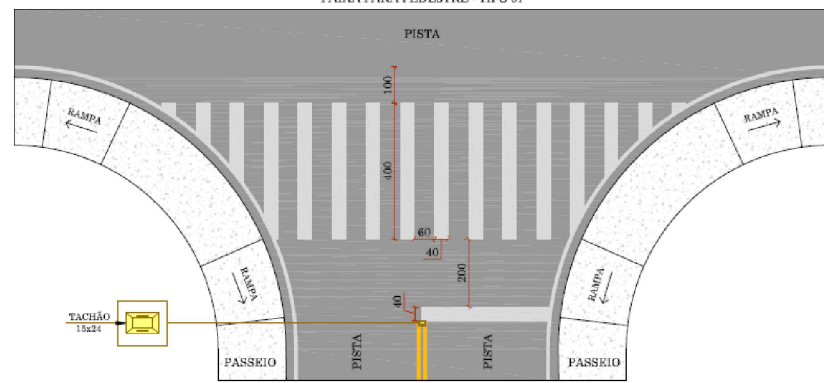 PISTA
100
RAMPA
RAMPA
400
60
40
200
RAMPA
RAMPA
40
TACHÃO
15x24
PISTA
PISTA
PASSEIO
PASSEIO